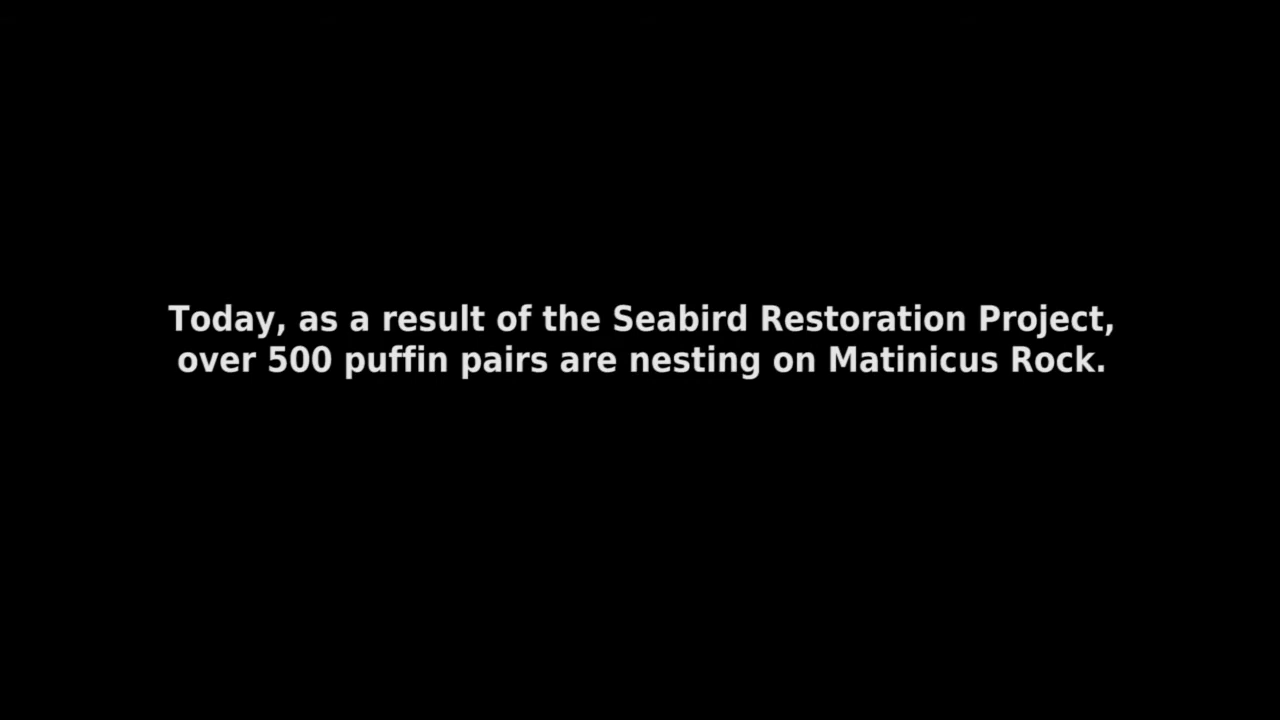 Today, as a result of the Seabird Restoration Project,
over 500 puffin pairs are nesting on Matinicus Rock.